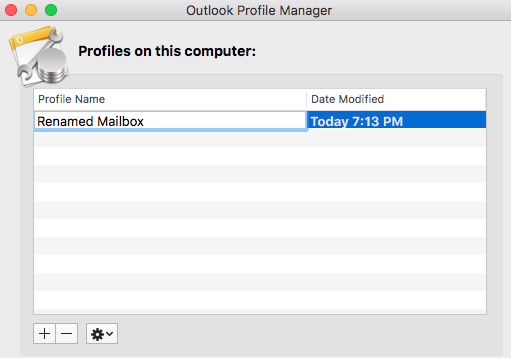 Outlook Profile Manager
Profiles on this computer:
Profile Name Date Modified
Renamed Mailbox Today 7:13 PM